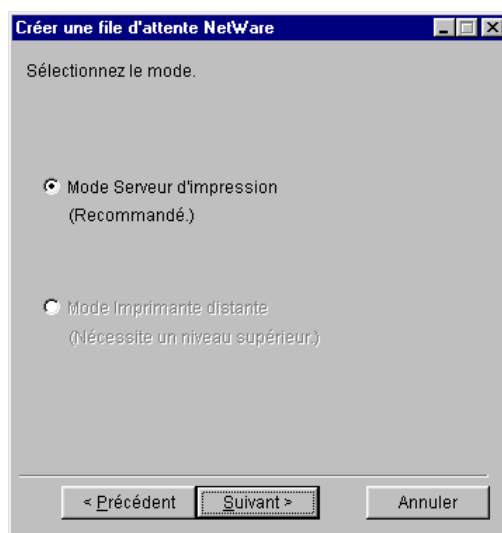 Créer une file d'attente NetWare
Sélectionnez le mode.
Mode Serveur d'impression
(Recommandé.)
Mode Imprimante distante
(Nécessite un niveau supérieur.)
< Précédent
Suivant >
Annuler